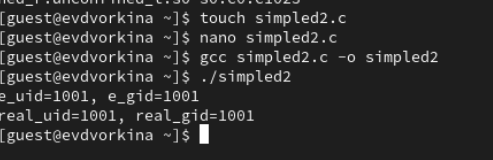 [guest@evdvorkina ~]$ touch simpled2.c
[guest@evdvorkina ~]$ nano simpled2.c
[guest@evdvorkina ~]$ gcc simpled2.c -o simpled2
[guest@evdvorkina ~]$ ./simpled2
e_uid=1001, e_gid=1001
real_uid=1001, real_gid=1001
[guest@evdvorkina ~]$